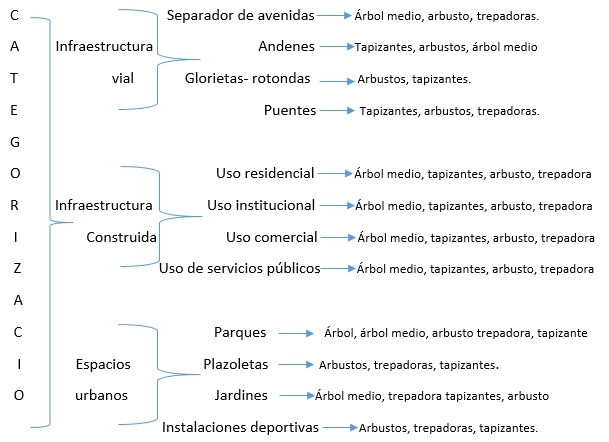 C Separador de avenidas Árbol medio, arbusto, trepadoras.
A Infraestructura Andenes Tapizantes, arbustos, árbol medio
T vial Glorietas- rotondas Arbustos, tapizantes.
E Puentes Tapizantes, arbustos, trepadoras.
G
O Uso residencial Árbol medio, tapizantes, arbusto, trepadora
R Infraestructura Uso institucional Árbol medio, tapizantes, arbusto, trepadora
I Construida Uso comercial Árbol medio, tapizantes, arbusto, trepadora
Z Uso de servicios públicos Árbol medio, tapizantes, arbusto, trepadora
A
C Parques Árbol, árbol medio, arbusto trepadora, tapizante
I Espacios Plazoletas Arbustos, trepadoras, tapizantes.
O urbanos Jardines Árbol medio, trepadora tapizantes, arbusto
Instalaciones deportivas Arbustos, trepadoras, tapizantes.